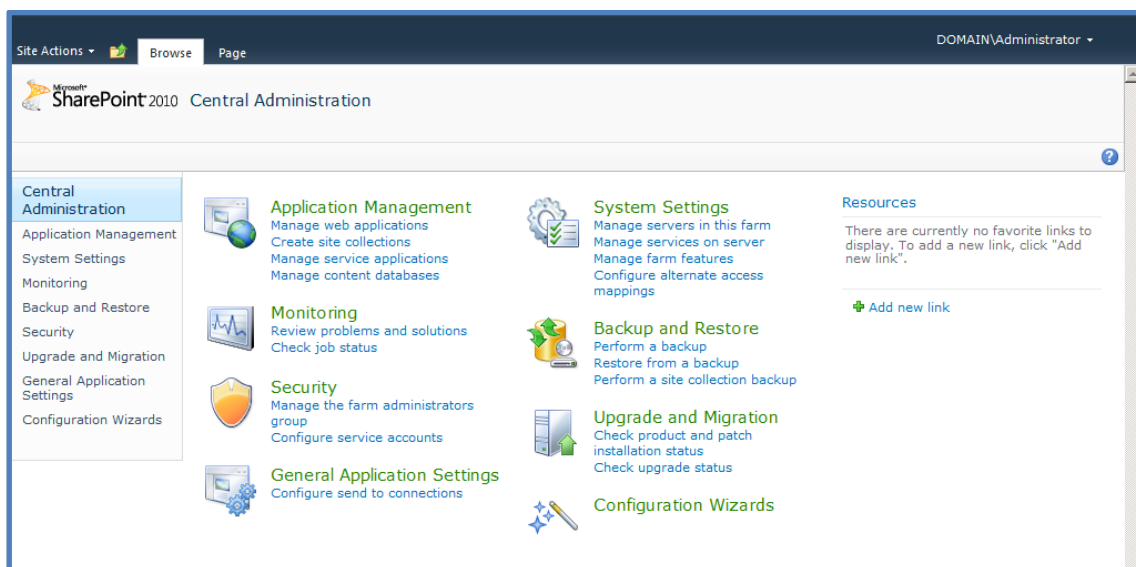 DOMAIN\Administrator
Site Actions
Browse
Page
Microsoft
SharePoint 2010
Central Administration
Central
Administration
Application Management
System Settings
Monitoring
Backup and Restore
Security
Upgrade and Migration
General Application
Settings
Configuration Wizards
Application Management
Manage web applications
Create site collections
Manage service applications
Manage content databases
Monitoring
Review problems and solutions
Check job status
Security
Manage the farm administrators
group
Configure service accounts
General Application Settings
Configure send to connections
System Settings
Manage servers in this farm
Manage services on server
Manage farm features
Configure alternate access
mappings
Backup and Restore
Perform a backup
Restore from a backup
Perform a site collection backup
Upgrade and Migration
Check product and patch
installation status
Check upgrade status
Configuration Wizards
Resources
There are currently no favorite links to
display. To add a new link, click "Add
new link".
Add new link